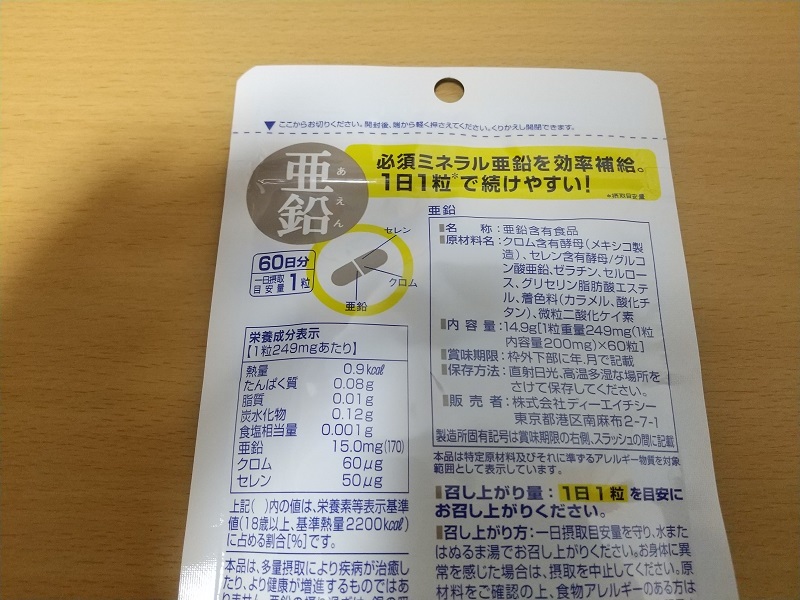 ▼ここからお切りください。開封後、端から軽く押さえてください。くりかえし開閉できます。
亜鉛
あえん
必須ミネラル亜鉛を効率補給。
1日1粒※で続けやすい!
※摂取目安量
60日分
一日摂取目安量1粒
セレン
クロム
亜鉛
栄養成分表示
【1粒249mgあたり】
熱量 0.9kcal
たんぱく質 0.08g
脂質 0.01g
炭水化物 0.12g
食塩相当量 0.001g
亜鉛 15.0mg(170)
クロム 60μg
セレン 50μg
上記( )内の値は、栄養素等表示基準
値(18歳以上、基準熱量2200kcal)
に占める割合[%]です。
本品は、多量摂取により疾病が治癒し
たり、より健康が増進するものではあ
亜鉛
■名 称:亜鉛含有食品
■原材料名:クロム含有酵母(メキシコ製
造)、セレン含有酵母/グルコ
ン酸亜鉛、ゼラチン、セルロー
ス、グリセリン脂肪酸エステ
ル、着色料(カラメル、酸化チ
タン)、微粒二酸化ケイ素
■内 容 量:14.9g[1粒重量249mg(1粒
内容量200mg)×60粒]
■賞味期限:枠外下部に年、月で記載
■保存方法:直射日光、高温多湿な場所を
さけて保存してください。
■販 売 者:株式会社ディーエイチシー
東京都港区南麻布2-7-1
製造所固有記号は賞味期限の右側、スラッシュの間に記載
本品は特定原材料及びそれに準ずるアレルギー物質を対象
範囲として表示しています。
■召し上がり量:1日1粒を目安に
お召し上がりください。
■召し上がり方:一日摂取目安量を守り、水また
はぬるま湯でお召し上がりください。お身体に異
常を感じた場合は、摂取を中止してください。原
材料をご確認の上、食物アレルギーのある方は